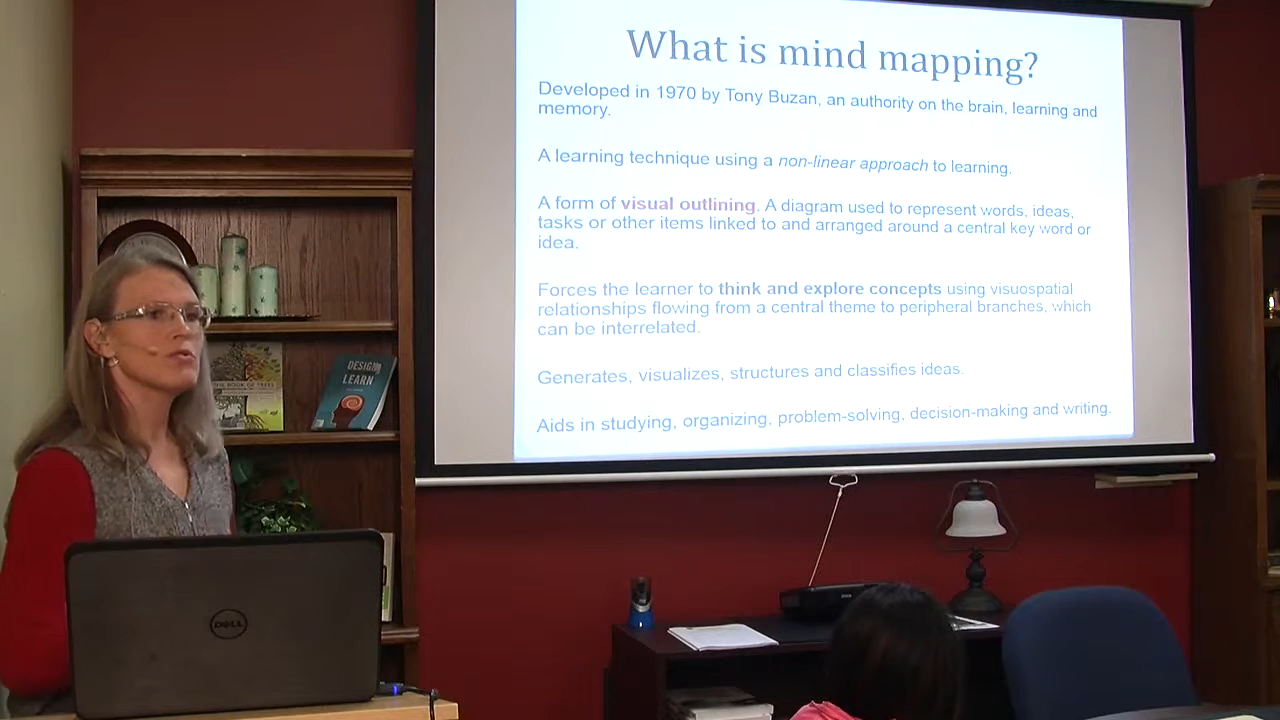 What is mind mapping?
Developed in 1970 by Tony Buzan, an authority on the brain, learning and
memory.
A learning technique using a non-linear approach to learning.
A form of visual outlining. A diagram used to represent words, ideas,
tasks or other items linked to and arranged around a central key word or
idea.
Forces the learner to think and explore concepts using visuospatial
relationships flowing from a central theme to peripheral branches, which
can be interrelated.
Generates, visualizes, structures and classifies ideas.
Aids in studying, organizing, problem-solving, decision-making and writing.
THE BOOK OF TREES
DESIGN
LEARN
DELL